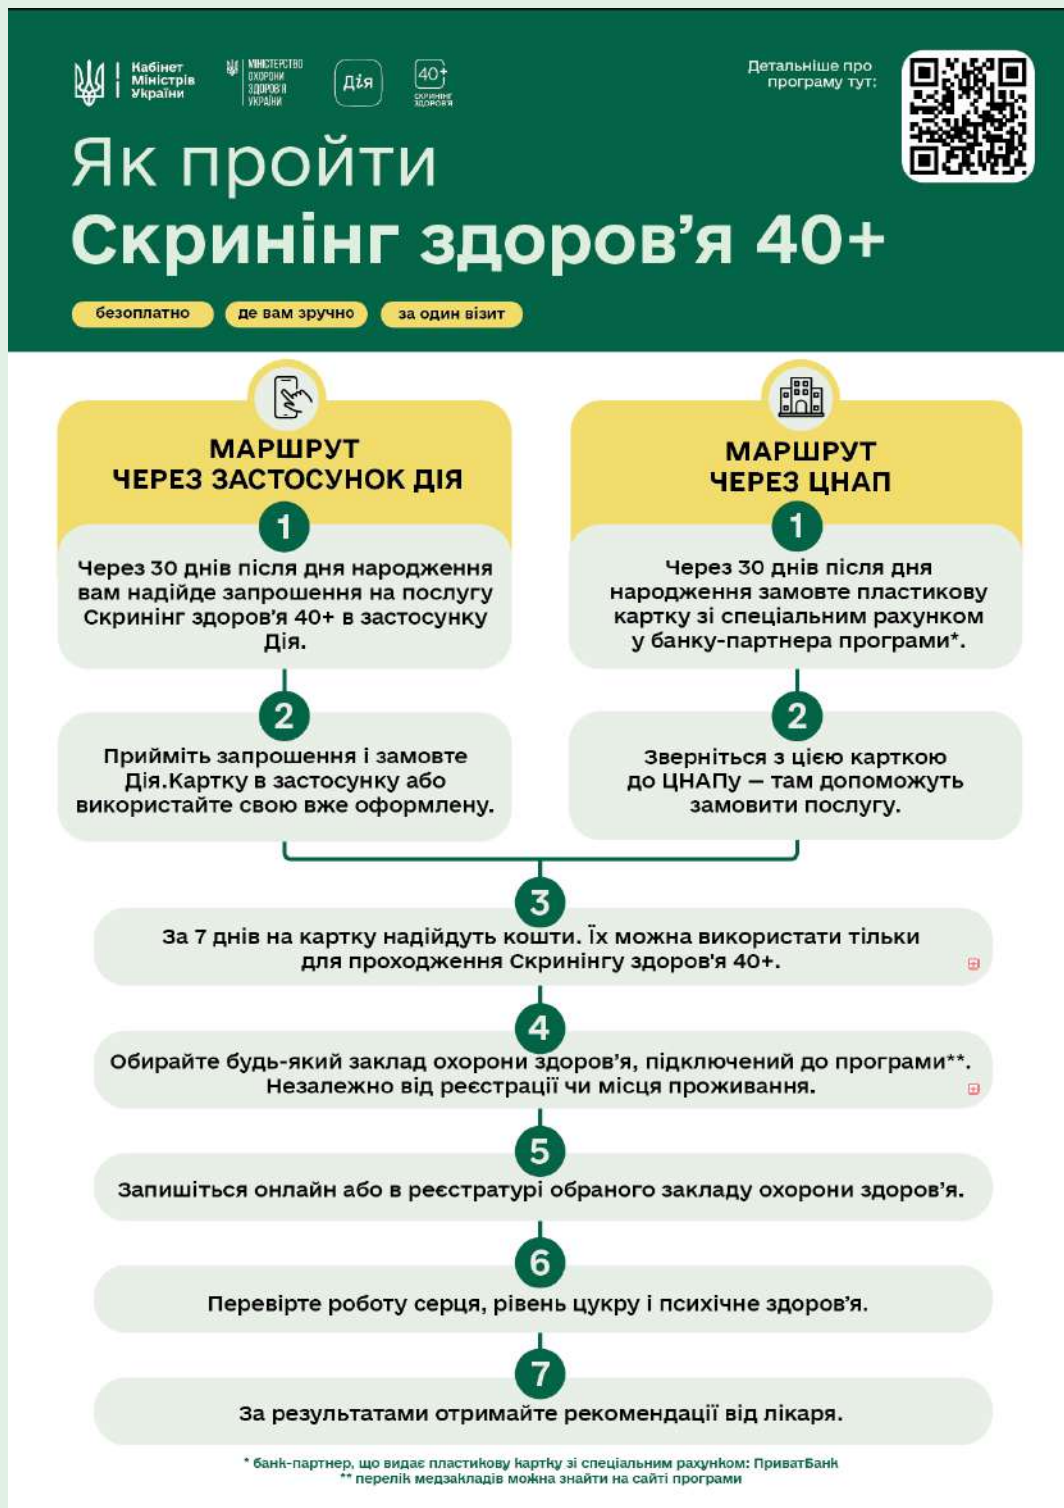 Кабінет
Міністрів
України
МІНІСТЕРСТВО
ОХОРОНИ
ЗДОРОВ'Я
УКРАЇНИ
Дія
40+
СКРИНІНГ
ЗДОРОВ'Я
Детальніше про
програму тут:
Як пройти
Скринінг здоров’я 40+
безоплатно
де вам зручно
за один візит
МАРШРУТ
ЧЕРЕЗ ЗАСТОСУНОК ДІЯ
1
Через 30 днів після дня народження
вам надійде запрошення на послугу
Скринінг здоров’я 40+ в застосунку
Дія.
2
Прийміть запрошення і замовте
Дія.Картку в застосунку або
використайте свою вже оформлену.
МАРШРУТ
ЧЕРЕЗ ЦНАП
1
Через 30 днів після дня
народження замовте пластикову
картку зі спеціальним рахунком
у банку-партнера програми*.
2
Зверніться з цією карткою
до ЦНАПу — там допоможуть
замовити послугу.
3
За 7 днів на картку надійдуть кошти. Їх можна використати тільки
для проходження Скринінгу здоров'я 40+.
4
Обирайте будь-який заклад охорони здоров’я, підключений до програми**.
Незалежно від реєстрації чи місця проживання.
5
Запишіться онлайн або в реєстратурі обраного закладу охорони здоров’я.
6
Перевірте роботу серця, рівень цукру і психічне здоров’я.
7
За результатами отримайте рекомендації від лікаря.
* банк-партнер, що видає пластикову картку зі спеціальним рахунком: ПриватБанк
** перелік медзакладів можна знайти на сайті програми